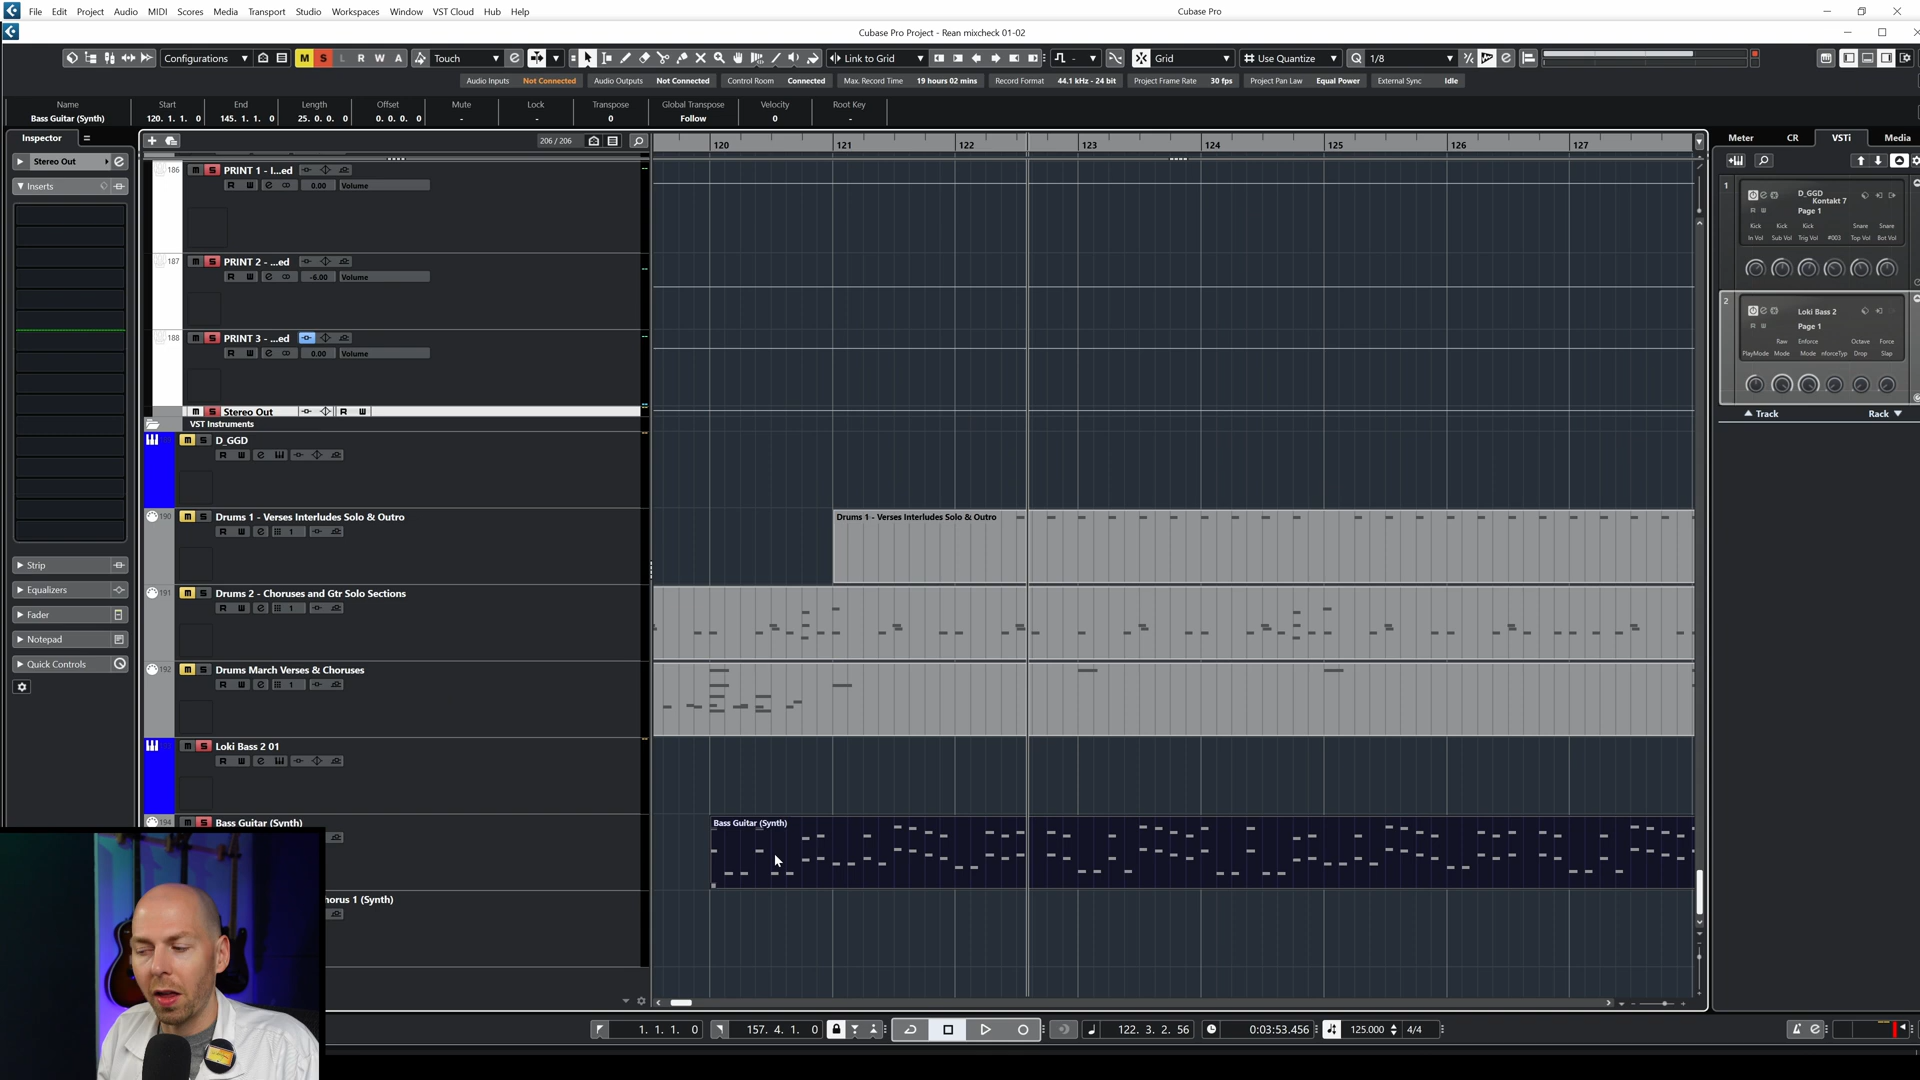 File Edit Project Audio MIDI Scores Media Transport Studio Workspaces Window VST Cloud Hub Help
Cubase Pro
Cubase Pro Project - Rean mixcheck 01-02
Configurations M S L R W A Touch Link to Grid Grid Use Quantize 1/8
Audio Inputs Not Connected Audio Outputs Not Connected Control Room Connected Max. Record Time 19 hours 02 mins Record Format 44.1 kHz - 24 bit Project Frame Rate 30 fps Project Pan Law Equal Power External Sync Idle
Name Start End Length Offset Mute Lock Transpose Global Transpose Velocity Root Key
Bass Guitar (Synth) 120. 1. 1. 0 145. 1. 1. 0 25. 0. 0. 0 0. 0. 0. 0 - - 0 Follow 0 -
Inspector
206 / 206
120 121 122 123 124 125 126 127
Meter CR VSTi Media
Stereo Out
Inserts
Strip
Equalizers
Fader
Notepad
Quick Controls
186 m S PRINT 1 - I...ed
R W e 0.00 Volume
187 m S PRINT 2 - ...ed
R W e -6.00 Volume
188 m S PRINT 3 - ...ed
R W e 0.00 Volume
m S Stereo Out R W
VST Instruments
m S D_GGD
R W e
190 m S Drums 1 - Verses Interludes Solo & Outro
R W e 1
Drums 1 - Verses Interludes Solo & Outro
191 m S Drums 2 - Choruses and Gtr Solo Sections
R W e 1
192 m S Drums March Verses & Choruses
R W e 1
m S Loki Bass 2 01
R W e
194 m S Bass Guitar (Synth)
Bass Guitar (Synth)
horus 1 (Synth)
1 D_GGD
Kontakt 7
R W Page 1
Kick Kick Kick Snare Snare
In Vol Sub Vol Trig Vol #003 Top Vol Bot Vol
2 Loki Bass 2
R W Page 1
Raw Enforce Octave Force
PlayMode Mode Mode nforceTyp Drop Slap
Track Rack
1. 1. 1. 0 157. 4. 1. 0 122. 3. 2. 56 0:03:53.456 125.000 4/4